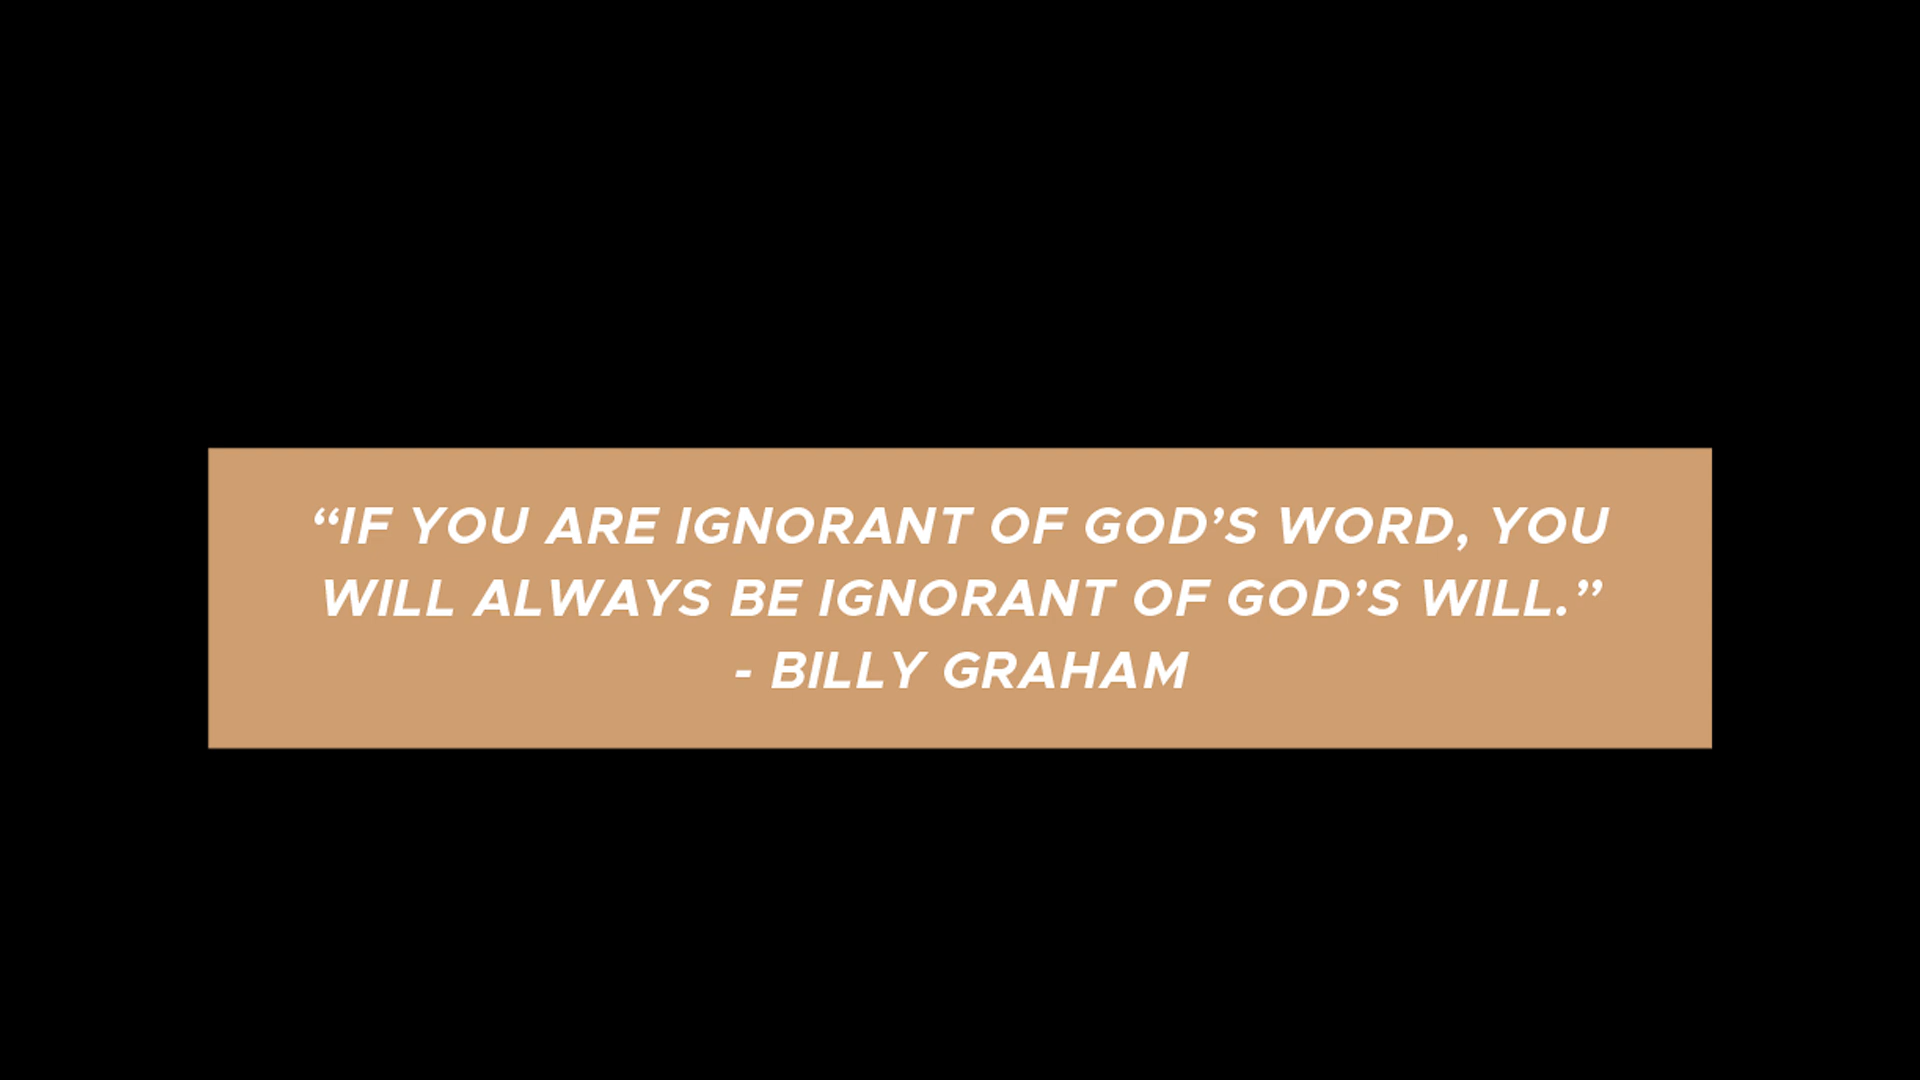 “IF YOU ARE IGNORANT OF GOD’S WORD, YOU
WILL ALWAYS BE IGNORANT OF GOD’S WILL.”
- BILLY GRAHAM